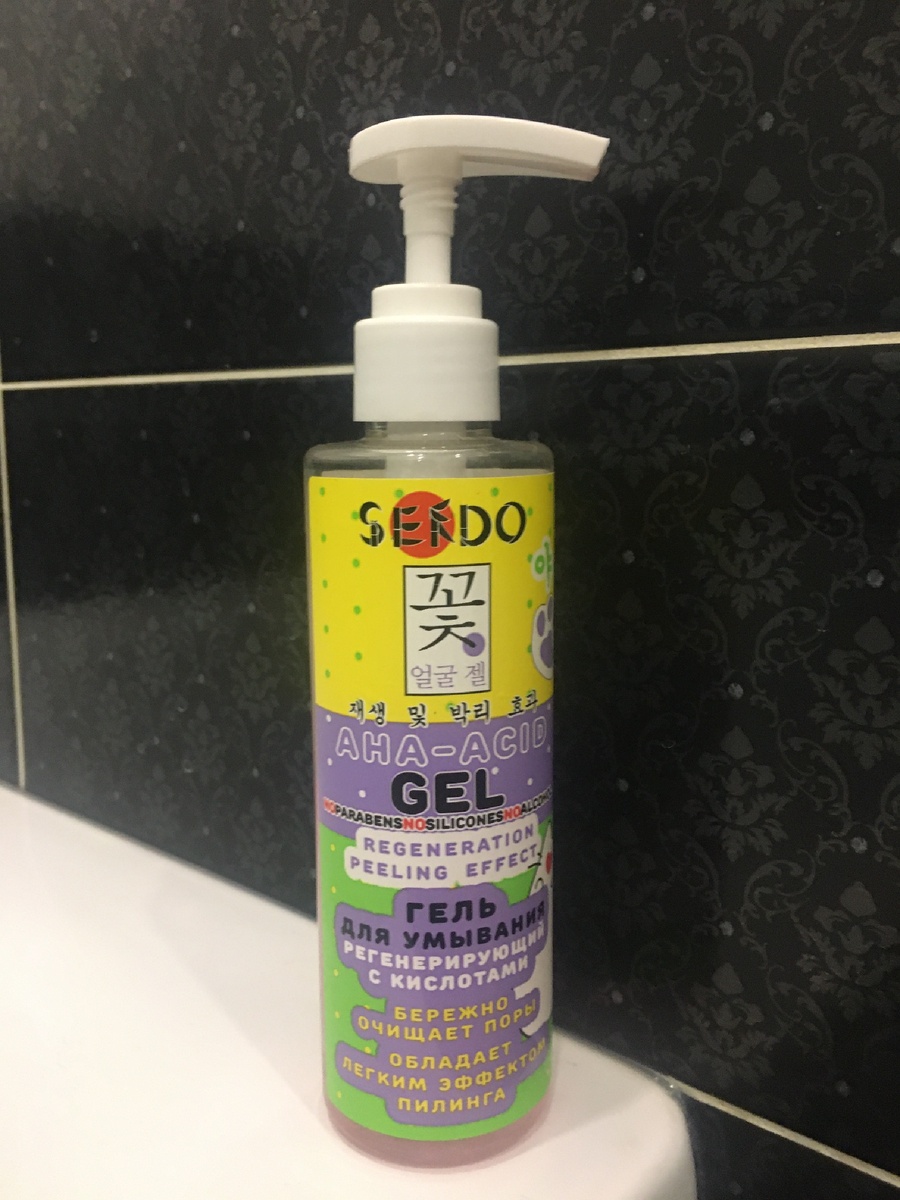 SENDO
꽃
얼굴 젤
재생 및 박리 효과
AHA-ACID
GEL
NOPARABENSNOSILICONESNO
REGENERATION
PEELING EFFECT
ГЕЛЬ
ДЛЯ УМЫВАНИЯ
РЕГЕНЕРИРУЮЩИЙ
С КИСЛОТАМИ
БЕРЕЖНО
ОЧИЩАЕТ ПОРЫ
ОБЛАДАЕТ
ЛЕГКИМ ЭФФЕКТОМ
ПИЛИНГА